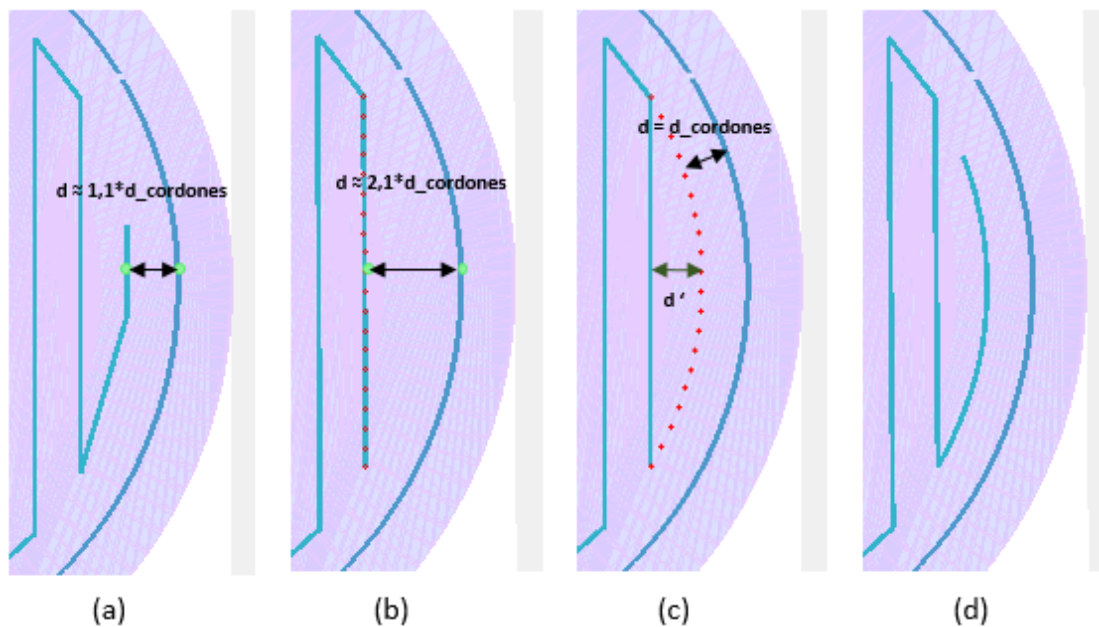 d ≈ 1,1*d_cordones
d ≈ 2,1*d_cordones
d = d_cordones
d ‘
(a)
(b)
(c)
(d)